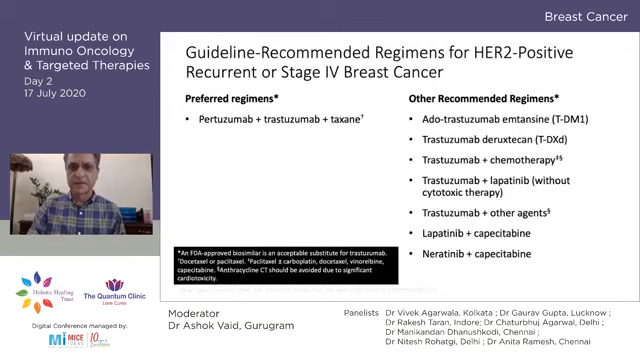 Breast Cancer
Virtual update on
Immuno Oncology
& Targeted Therapies
Day 2
17 July 2020
Guideline-Recommended Regimens for HER2-Positive
Recurrent or Stage IV Breast Cancer
Preferred regimens*
• Pertuzumab + trastuzumab + taxane†
Other Recommended Regimens*
• Ado-trastuzumab emtansine (T-DM1)
• Trastuzumab deruxtecan (T-DXd)
• Trastuzumab + chemotherapy‡§
• Trastuzumab + lapatinib (without
cytotoxic therapy)
• Trastuzumab + other agents§
• Lapatinib + capecitabine
• Neratinib + capecitabine
*An FDA-approved biosimilar is an acceptable substitute for trastuzumab.
†Docetaxel or paclitaxel. ‡Paclitaxel ± carboplatin, docetaxel, vinorelbine,
capecitabine. §Anthracycline CT should be avoided due to significant
cardiotoxicity.
Holistic Healing
Trust
The Quantum Clinic
Love Cures
Digital Conference managed by:
MICE
Moderator
Dr Ashok Vaid, Gurugram
Panelists Dr Vivek Agarwala, Kolkata ; Dr Gaurav Gupta, Lucknow ;
Dr Rakesh Taran, Indore; Dr Chaturbhuj Agarwal, Delhi ;
Dr Manikandan Dhanushkodi, Chennai ;
Dr Nitesh Rohatgi, Delhi ; Dr Anita Ramesh, Chennai